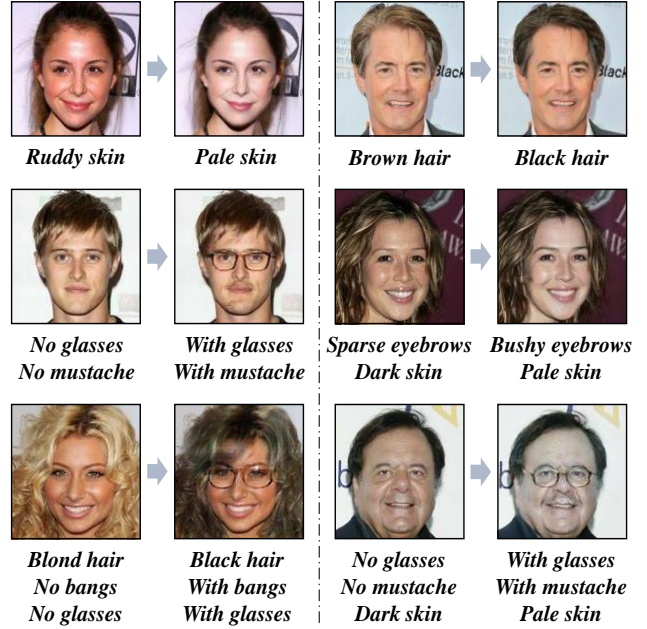 Black
Black
Ruddy skin
Pale skin
Brown hair
Black hair
No glasses
No mustache
With glasses
With mustache
Sparse eyebrows
Dark skin
Bushy eyebrows
Pale skin
b
Blond hair
No bangs
No glasses
Black hair
With bangs
With glasses
No glasses
No mustache
Dark skin
With glasses
With mustache
Pale skin